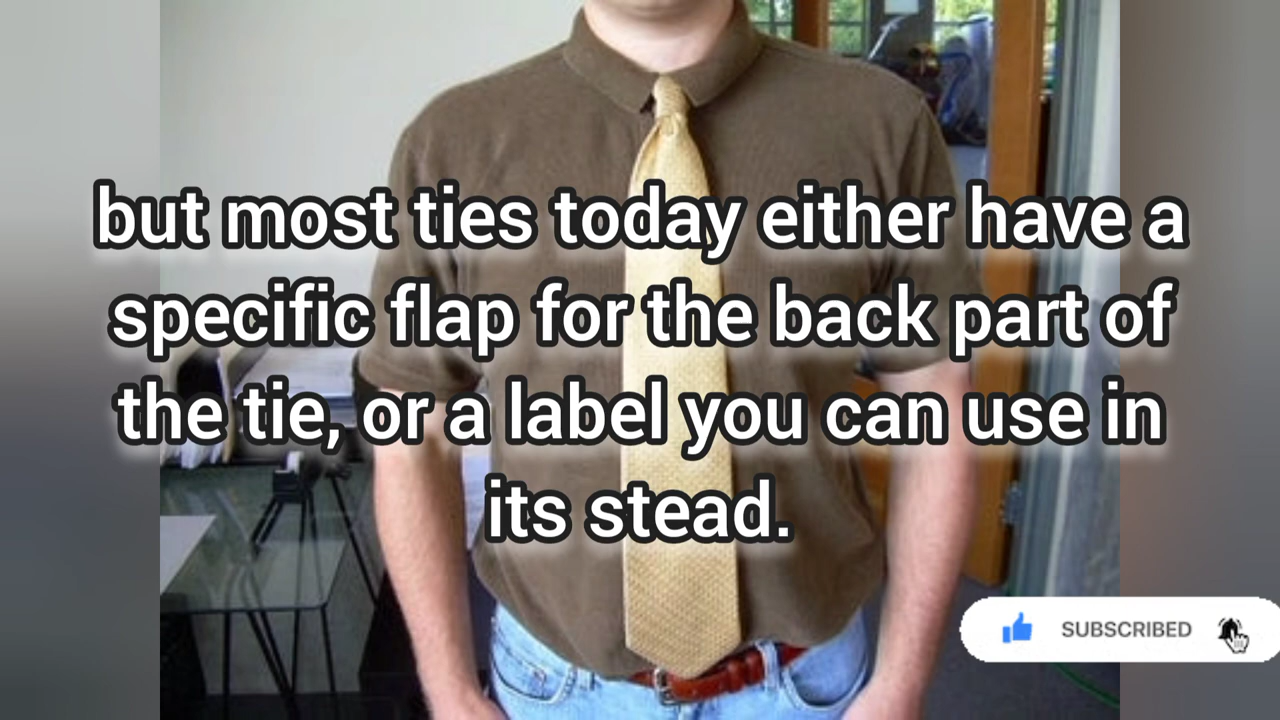 but most ties today either have a
specific flap for the back part of
the tie, or a label you can use in
its stead.
SUBSCRIBED